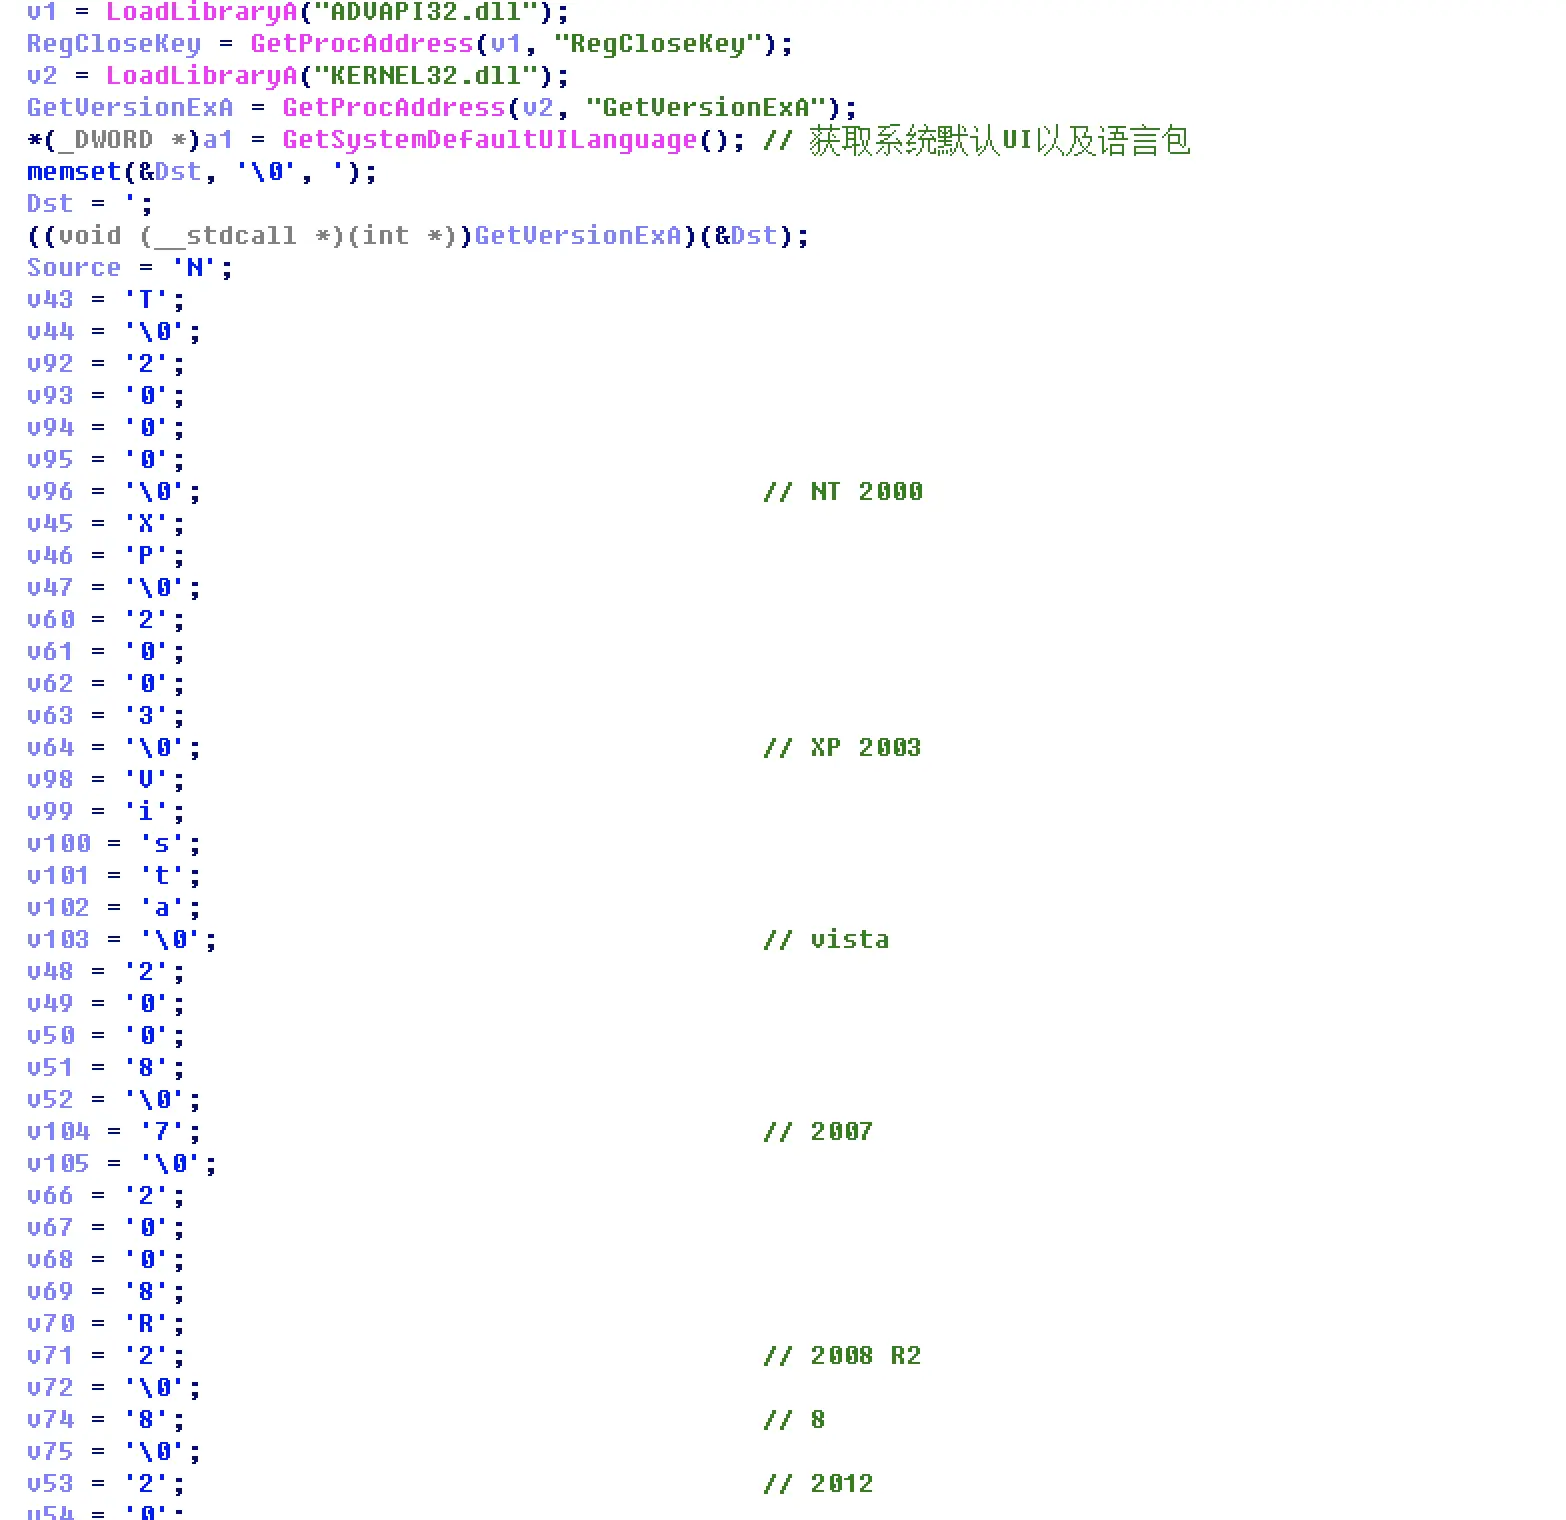 v1 = LoadLibraryA("ADVAPI32.dll");
RegCloseKey = GetProcAddress(v1, "RegCloseKey");
v2 = LoadLibraryA("KERNEL32.dll");
GetVersionExA = GetProcAddress(v2, "GetVersionExA");
*(_DWORD *)a1 = GetSystemDefaultUILanguage(); // 获取系统默认UI以及语言包
memset(&Dst, '\0', ');
Dst = ';
((void (__stdcall *)(int *))GetVersionExA)(&Dst);
Source = 'N';
v43 = 'T';
v44 = '\0';
v92 = '2';
v93 = '0';
v94 = '0';
v95 = '0';
v96 = '\0'; // NT 2000
v45 = 'X';
v46 = 'P';
v47 = '\0';
v60 = '2';
v61 = '0';
v62 = '0';
v63 = '3';
v64 = '\0'; // XP 2003
v98 = 'V';
v99 = 'i';
v100 = 's';
v101 = 't';
v102 = 'a';
v103 = '\0'; // vista
v48 = '2';
v49 = '0';
v50 = '0';
v51 = '8';
v52 = '\0';
v104 = '7'; // 2007
v105 = '\0';
v66 = '2';
v67 = '0';
v68 = '0';
v69 = '8';
v70 = 'R';
v71 = '2'; // 2008 R2
v72 = '\0';
v74 = '8'; // 8
v75 = '\0';
v53 = '2'; // 2012
v54 = '0';